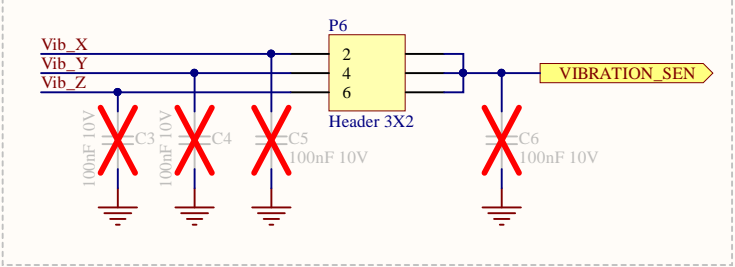 P6
Vib_X
2
Vib_Y
4
VIBRATION_SEN
Vib_Z
6
Header 3X2
100nF 10V
C3
100nF 10V
C4
C5
100nF 10V
C6
100nF 10V